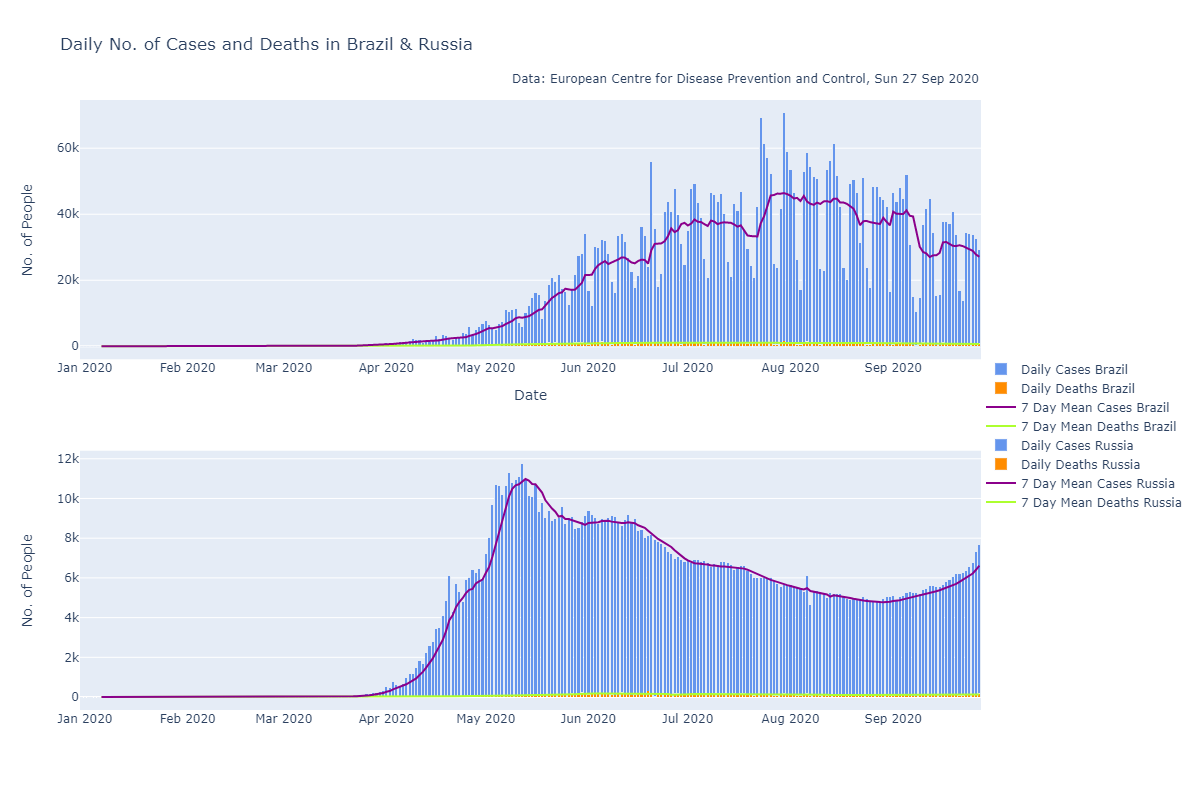 Daily No. of Cases and Deaths in Brazil & Russia
Data: European Centre for Disease Prevention and Control, Sun 27 Sep 2020
No. of People
60k
40k
20k
0
Jan 2020 Feb 2020 Mar 2020 Apr 2020 May 2020 Jun 2020 Jul 2020 Aug 2020 Sep 2020
Date
Daily Cases Brazil
Daily Deaths Brazil
7 Day Mean Cases Brazil
7 Day Mean Deaths Brazil
Daily Cases Russia
Daily Deaths Russia
7 Day Mean Cases Russia
7 Day Mean Deaths Russia
No. of People
12k
10k
8k
6k
4k
2k
0
Jan 2020 Feb 2020 Mar 2020 Apr 2020 May 2020 Jun 2020 Jul 2020 Aug 2020 Sep 2020